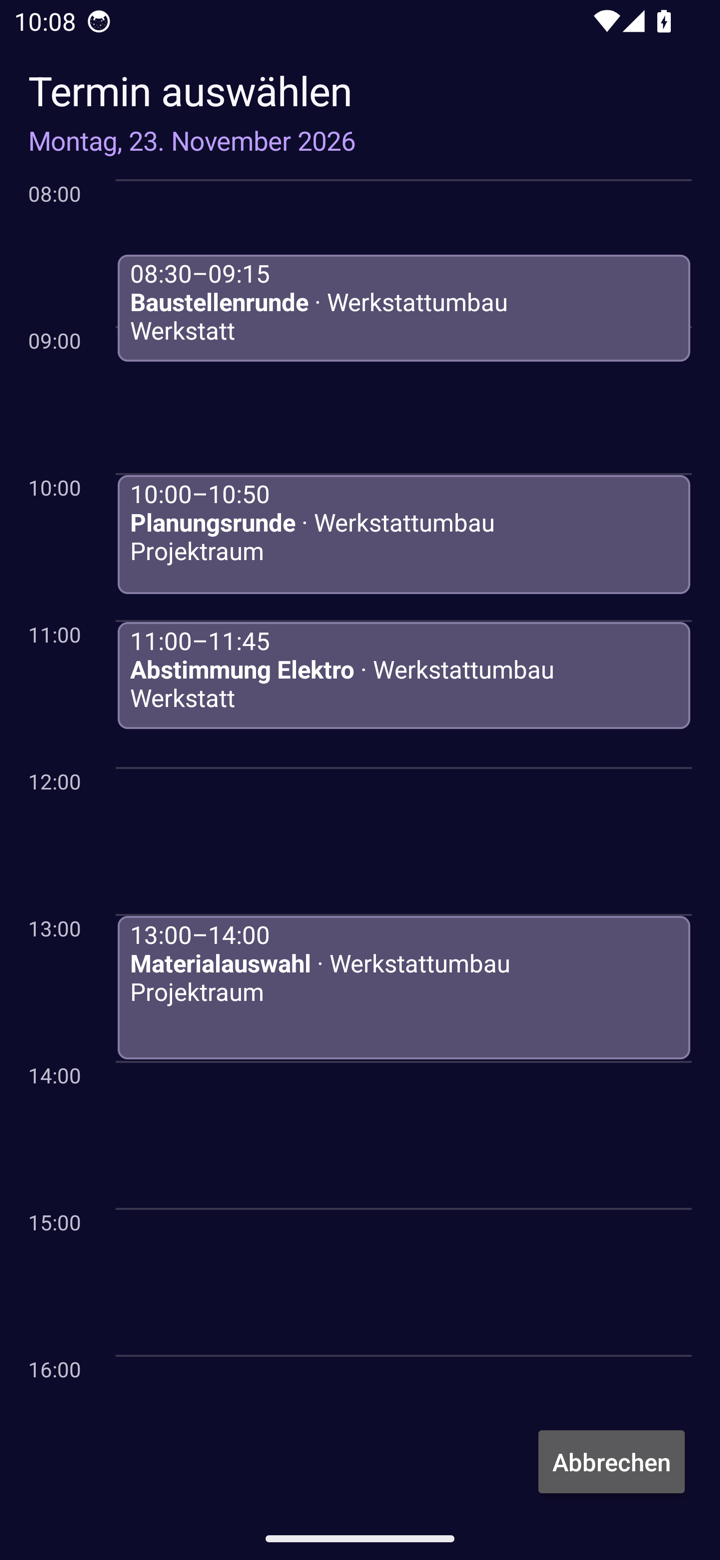 10:08
Termin auswählen
Montag, 23. November 2026
08:00
08:30–09:15
Baustellenrunde · Werkstattumbau
Werkstatt
09:00
10:00
10:00–10:50
Planungsrunde · Werkstattumbau
Projektraum
11:00
11:00–11:45
Abstimmung Elektro · Werkstattumbau
Werkstatt
12:00
13:00
13:00–14:00
Materialauswahl · Werkstattumbau
Projektraum
14:00
15:00
16:00
Abbrechen